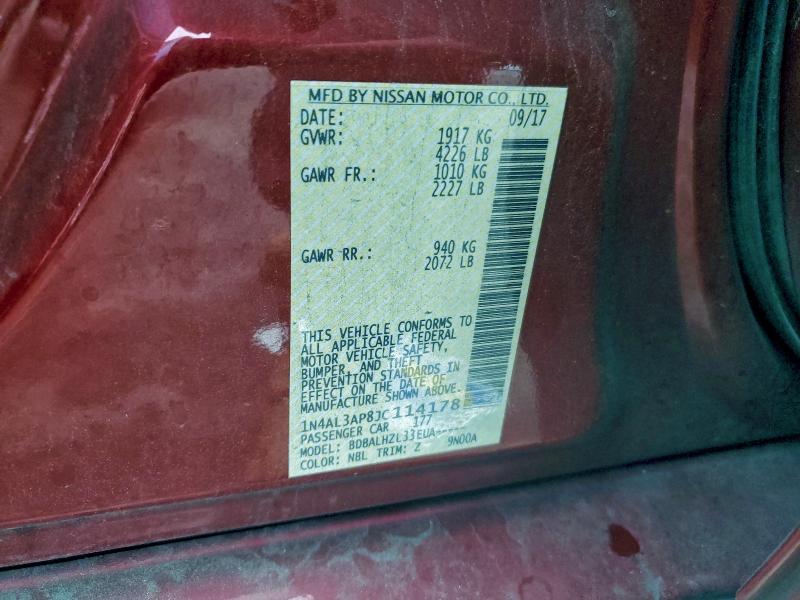 MFD BY NISSAN MOTOR CO., LTD.
DATE: 09/17
GVWR: 1917 KG
4226 LB
GAWR FR.: 1010 KG
2227 LB
GAWR RR.: 940 KG
2072 LB
THIS VEHICLE CONFORMS TO
ALL APPLICABLE FEDERAL
MOTOR VEHICLE SAFETY,
BUMPER, AND THEFT
PREVENTION STANDARDS IN
EFFECT ON THE DATE OF
MANUFACTURE SHOWN ABOVE.
1N4AL3AP8JC114178
PASSENGER CAR 177
MODEL: BDBALHZL33EUA 9N00A
COLOR: NBL TRIM: Z